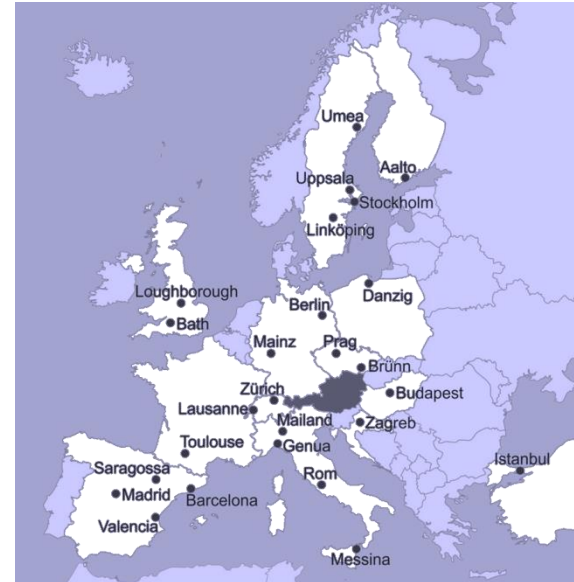 Umea
Aalto
Uppsala
Stockholm
Linköping
Loughborough
Bath
Danzig
Berlin
Mainz
Prag
Brünn
Zürich
Budapest
Lausanne
Mailand
Zagreb
Genua
Toulouse
Istanbul
Saragossa
Rom
Madrid
Barcelona
Valencia
Messina